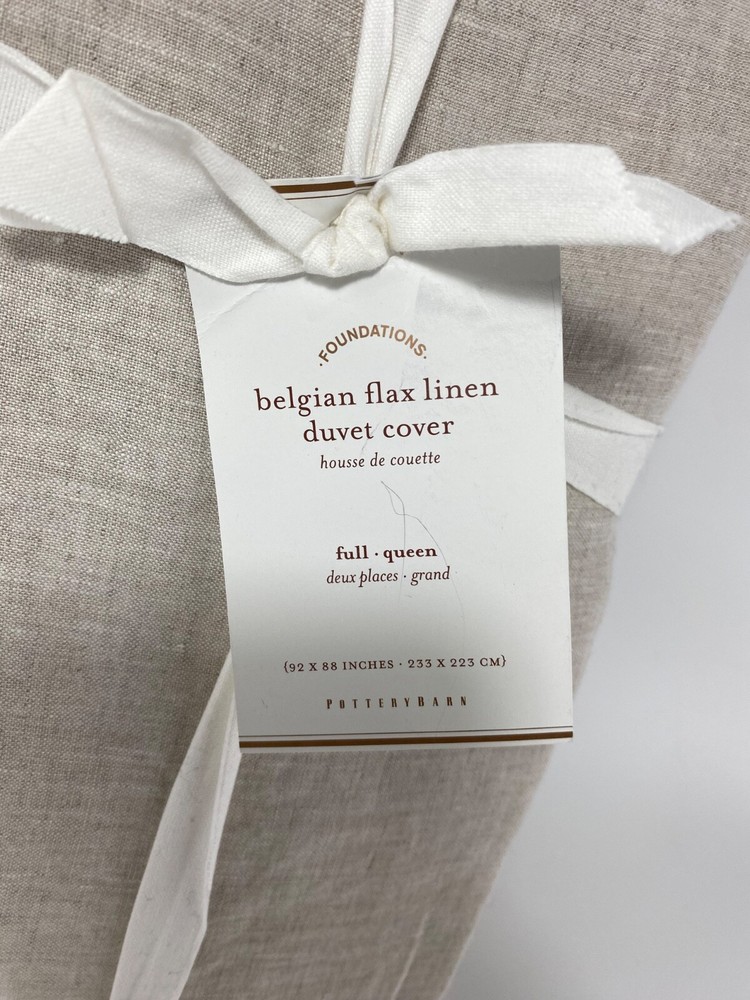 ·FOUNDATIONS·
belgian flax linen
duvet cover
housse de couette
full · queen
deux places · grand
{92 X 88 INCHES · 233 X 223 CM}
POTTERYBARN